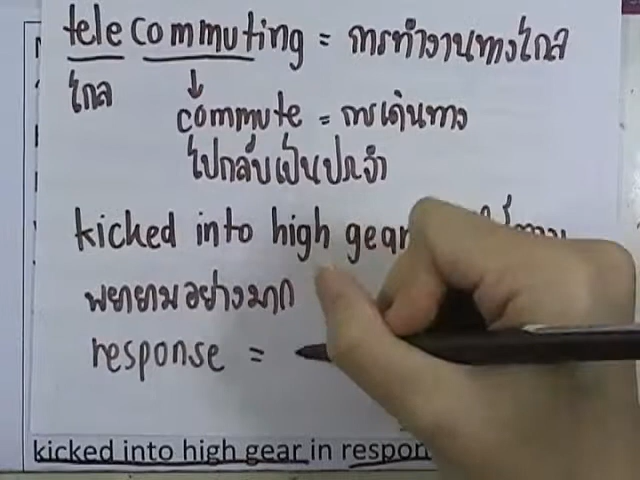 telecommuting = การทำงานทางไกล
ไกล
commute = การเดินทาง
ไปกลับเป็นประจำ
kicked into high gear
พยายามอย่างมาก
response =
kicked into high gear in respon